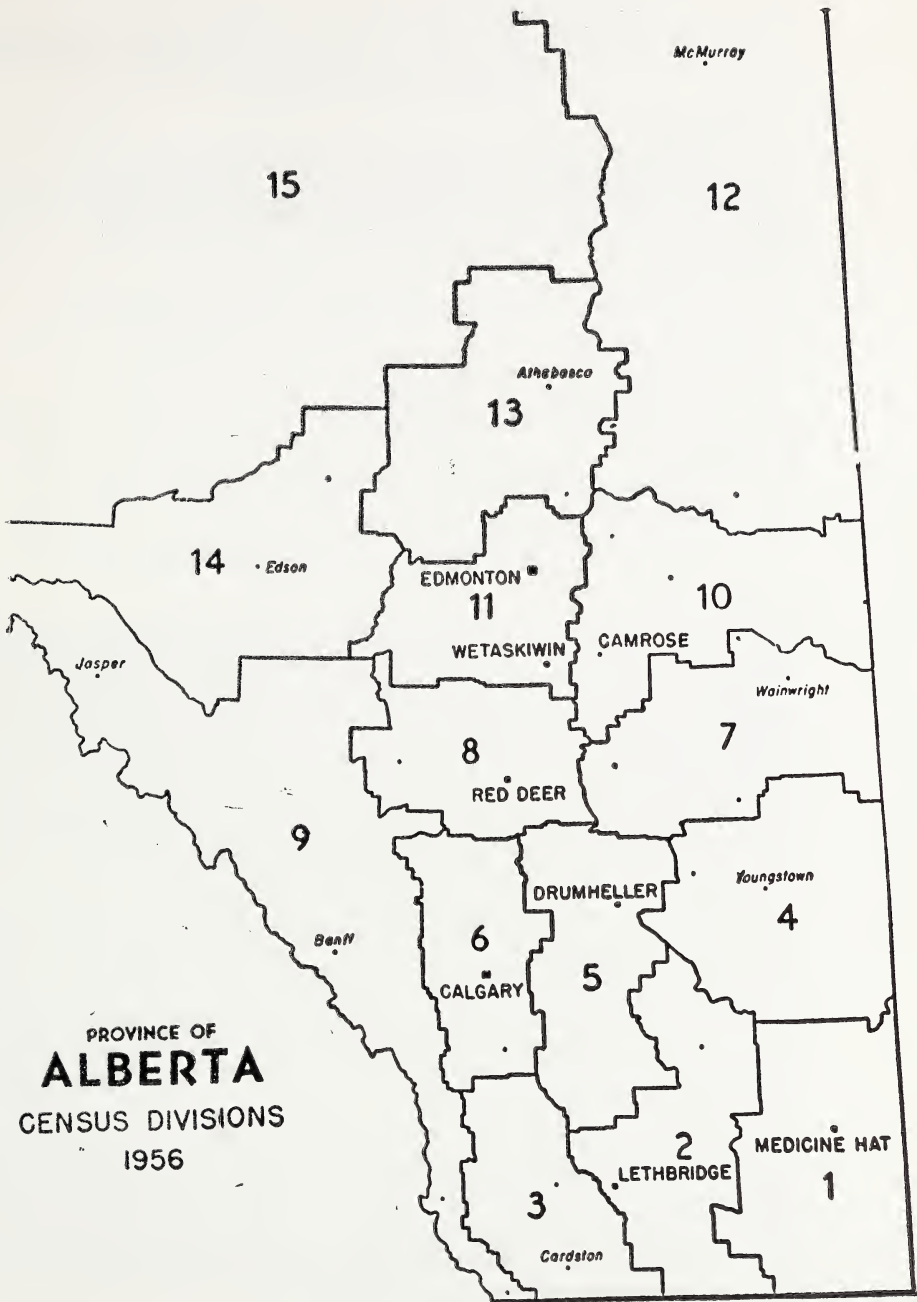 McMurray
15
12
Athabasca
13
14
Edson
EDMONTON
11
10
WETASKIWIN
CAMROSE
Jasper
Wainwright
7
8
RED DEER
9
Youngstown
DRUMHELLER
4
Banff
6
5
CALGARY
PROVINCE OF
ALBERTA
CENSUS DIVISIONS
1956
2
MEDICINE HAT
LETHBRIDGE
1
3
Cardston